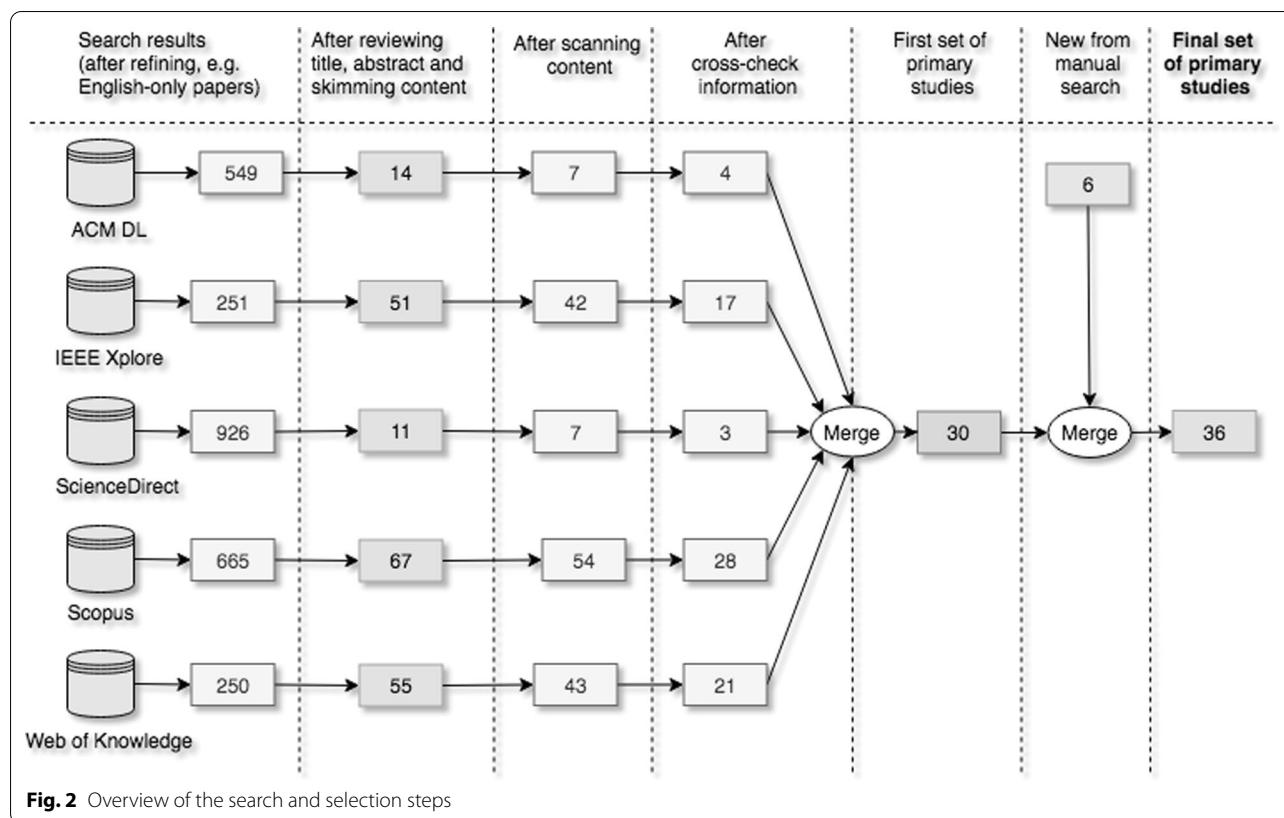 Search results
(after refining, e.g.
English-only papers)
After reviewing
title, abstract and
skimming content
After scanning
content
After
cross-check
information
First set of
primary
studies
New from
manual
search
Final set
of primary
studies
549
14
7
4
6
ACM DL
251
51
42
17
IEEE Xplore
926
11
7
3
Merge
30
Merge
36
ScienceDirect
665
67
54
28
Scopus
250
55
43
21
Web of Knowledge
Fig. 2 Overview of the search and selection steps